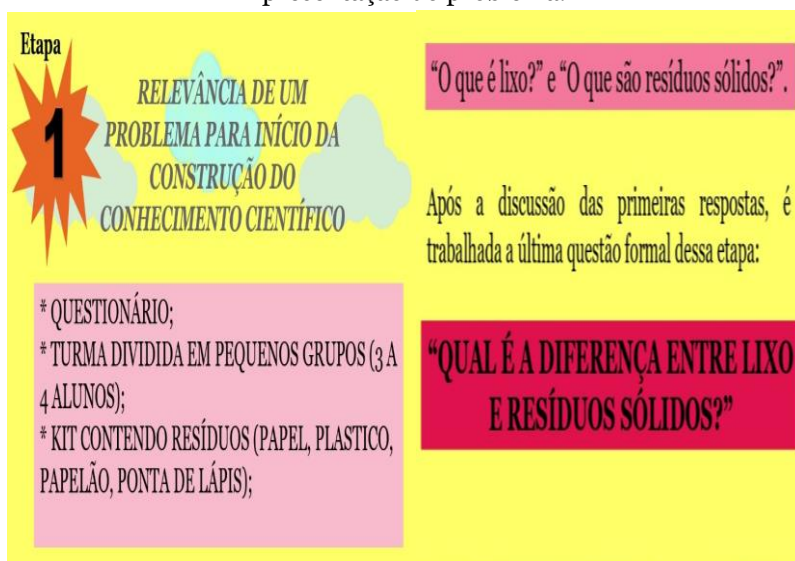 Etapa
1
RELEVÂNCIA DE UM
PROBLEMA PARA INÍCIO DA
CONSTRUÇÃO DO
CONHECIMENTO CIENTÍFICO
* QUESTIONÁRIO;
* TURMA DIVIDIDA EM PEQUENOS GRUPOS (3 A
4 ALUNOS);
* KIT CONTENDO RESÍDUOS (PAPEL, PLASTICO,
PAPELÃO, PONTA DE LÁPIS);
“O que é lixo?” e “O que são resíduos sólidos?”.
Após a discussão das primeiras respostas, é
trabalhada a última questão formal dessa etapa:
“QUAL É A DIFERENÇA ENTRE LIXO
E RESÍDUOS SÓLIDOS?”